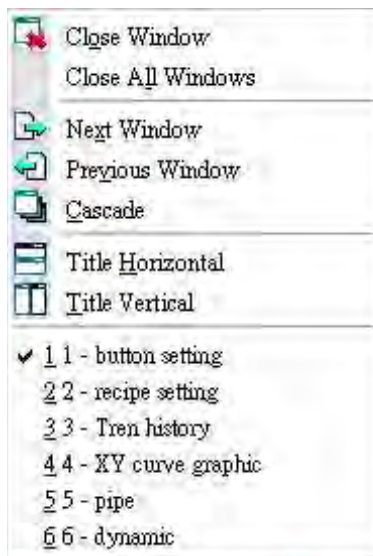 Close Window
Close All Windows
Next Window
Previous Window
Cascade
Title Horizontal
Title Vertical
✓ 1 1 - button setting
2 2 - recipe setting
3 3 - Tren history
4 4 - XY curve graphic
5 5 - pipe
6 6 - dynamic